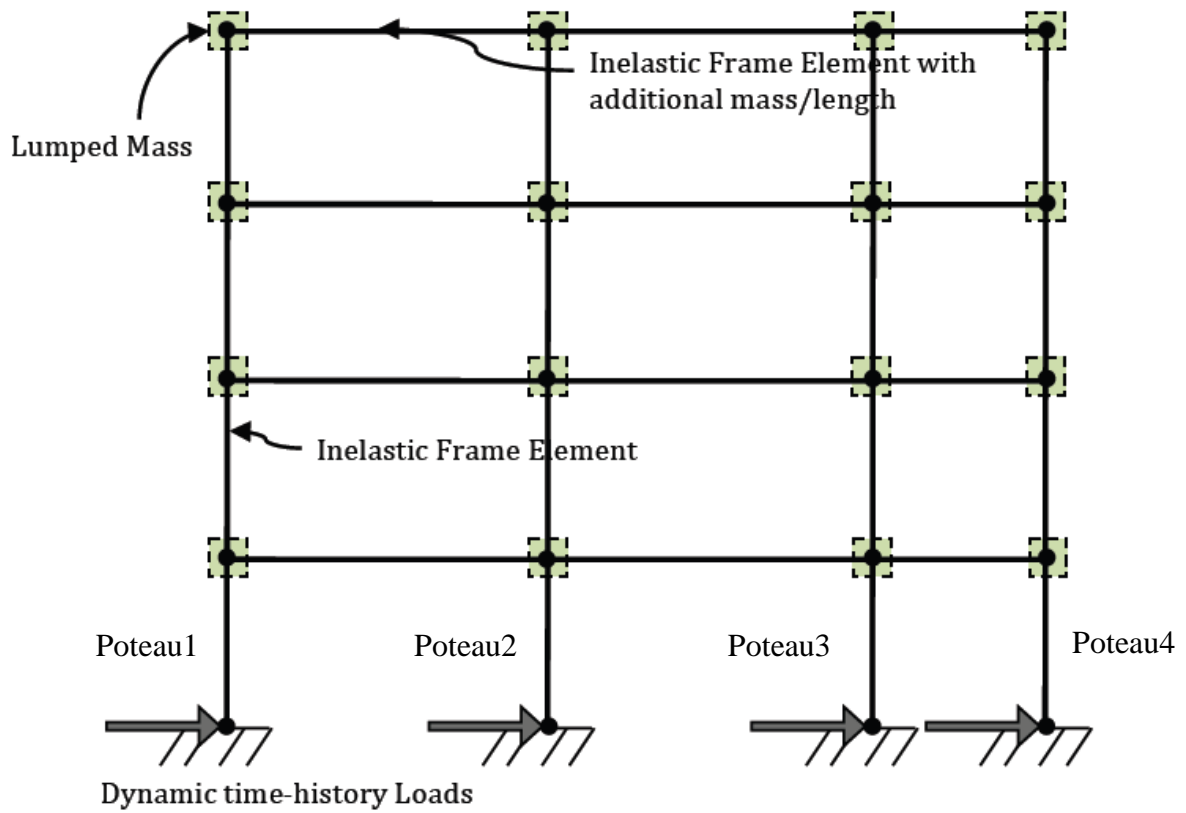 Inelastic Frame Element with
additional mass/length
Lumped Mass
Inelastic Frame Element
Poteau1
Poteau2
Poteau3
Poteau4
Dynamic time-history Loads